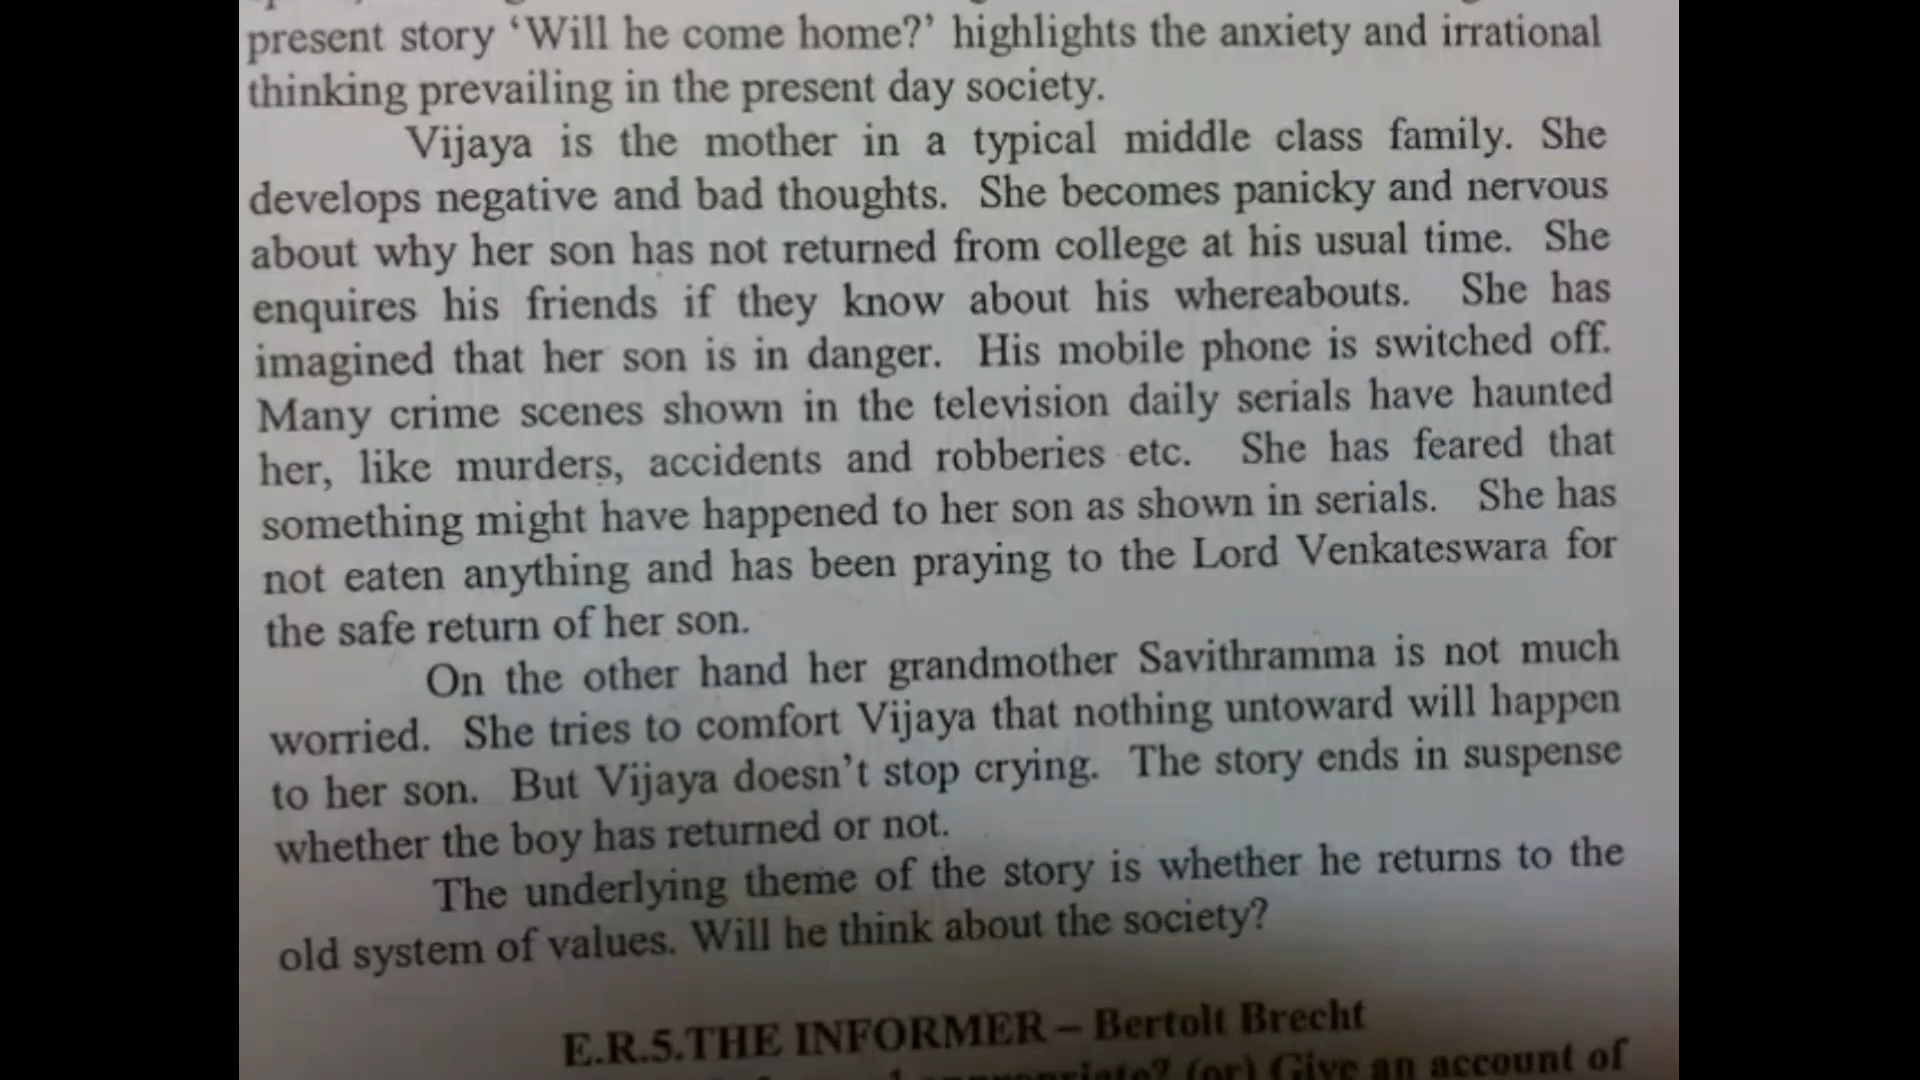 present story ‘Will he come home?’ highlights the anxiety and irrational
thinking prevailing in the present day society.
Vijaya is the mother in a typical middle class family. She
develops negative and bad thoughts. She becomes panicky and nervous
about why her son has not returned from college at his usual time. She
enquires his friends if they know about his whereabouts. She has
imagined that her son is in danger. His mobile phone is switched off.
Many crime scenes shown in the television daily serials have haunted
her, like murders, accidents and robberies etc. She has feared that
something might have happened to her son as shown in serials. She has
not eaten anything and has been praying to the Lord Venkateswara for
the safe return of her son.
On the other hand her grandmother Savithramma is not much
worried. She tries to comfort Vijaya that nothing untoward will happen
to her son. But Vijaya doesn’t stop crying. The story ends in suspense
whether the boy has returned or not.
The underlying theme of the story is whether he returns to the
old system of values. Will he think about the society?
E.R.5.THE INFORMER – Bertolt Brecht
(or) Give an account of